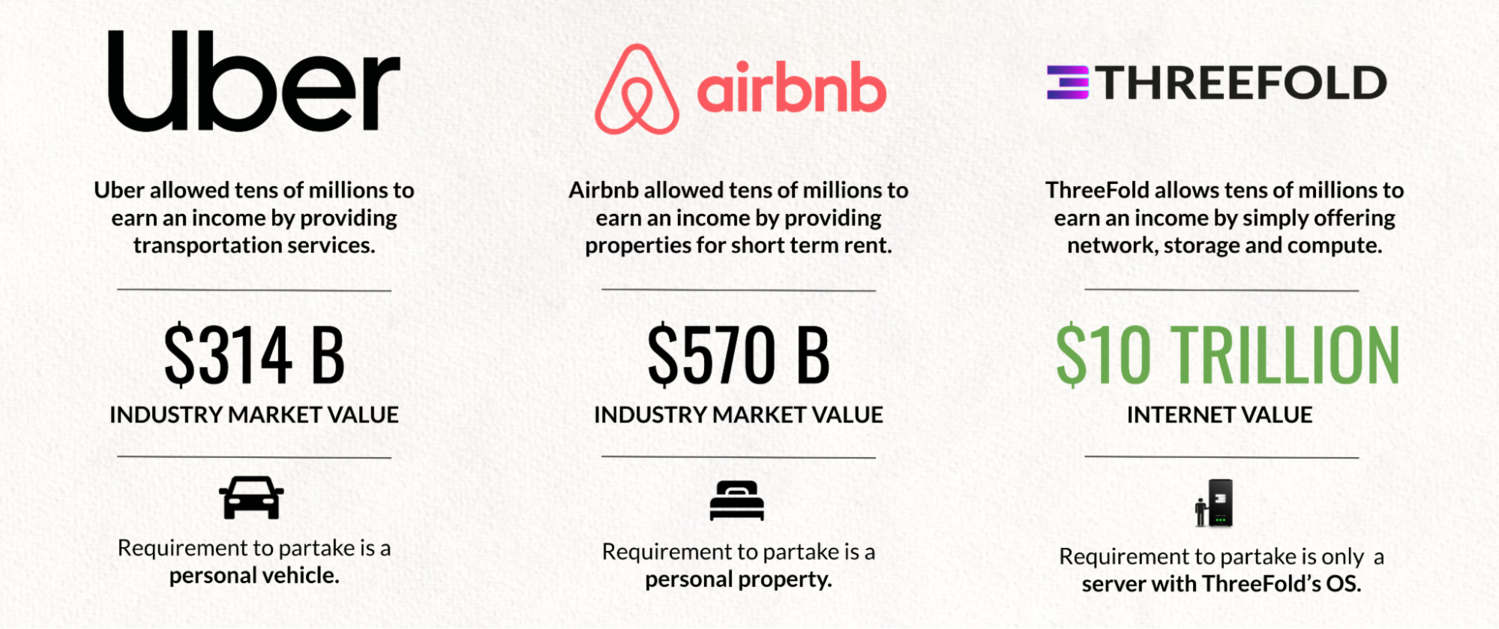 Uber
Uber allowed tens of millions to
earn an income by providing
transportation services.
$314 B
INDUSTRY MARKET VALUE
Requirement to partake is a
personal vehicle.
airbnb
Airbnb allowed tens of millions to
earn an income by providing
properties for short term rent.
$570 B
INDUSTRY MARKET VALUE
Requirement to partake is a
personal property.
THREEFOLD
ThreeFold allows tens of millions to
earn an income by simply offering
network, storage and compute.
$10 TRILLION
INTERNET VALUE
Requirement to partake is only a
server with ThreeFold's OS.